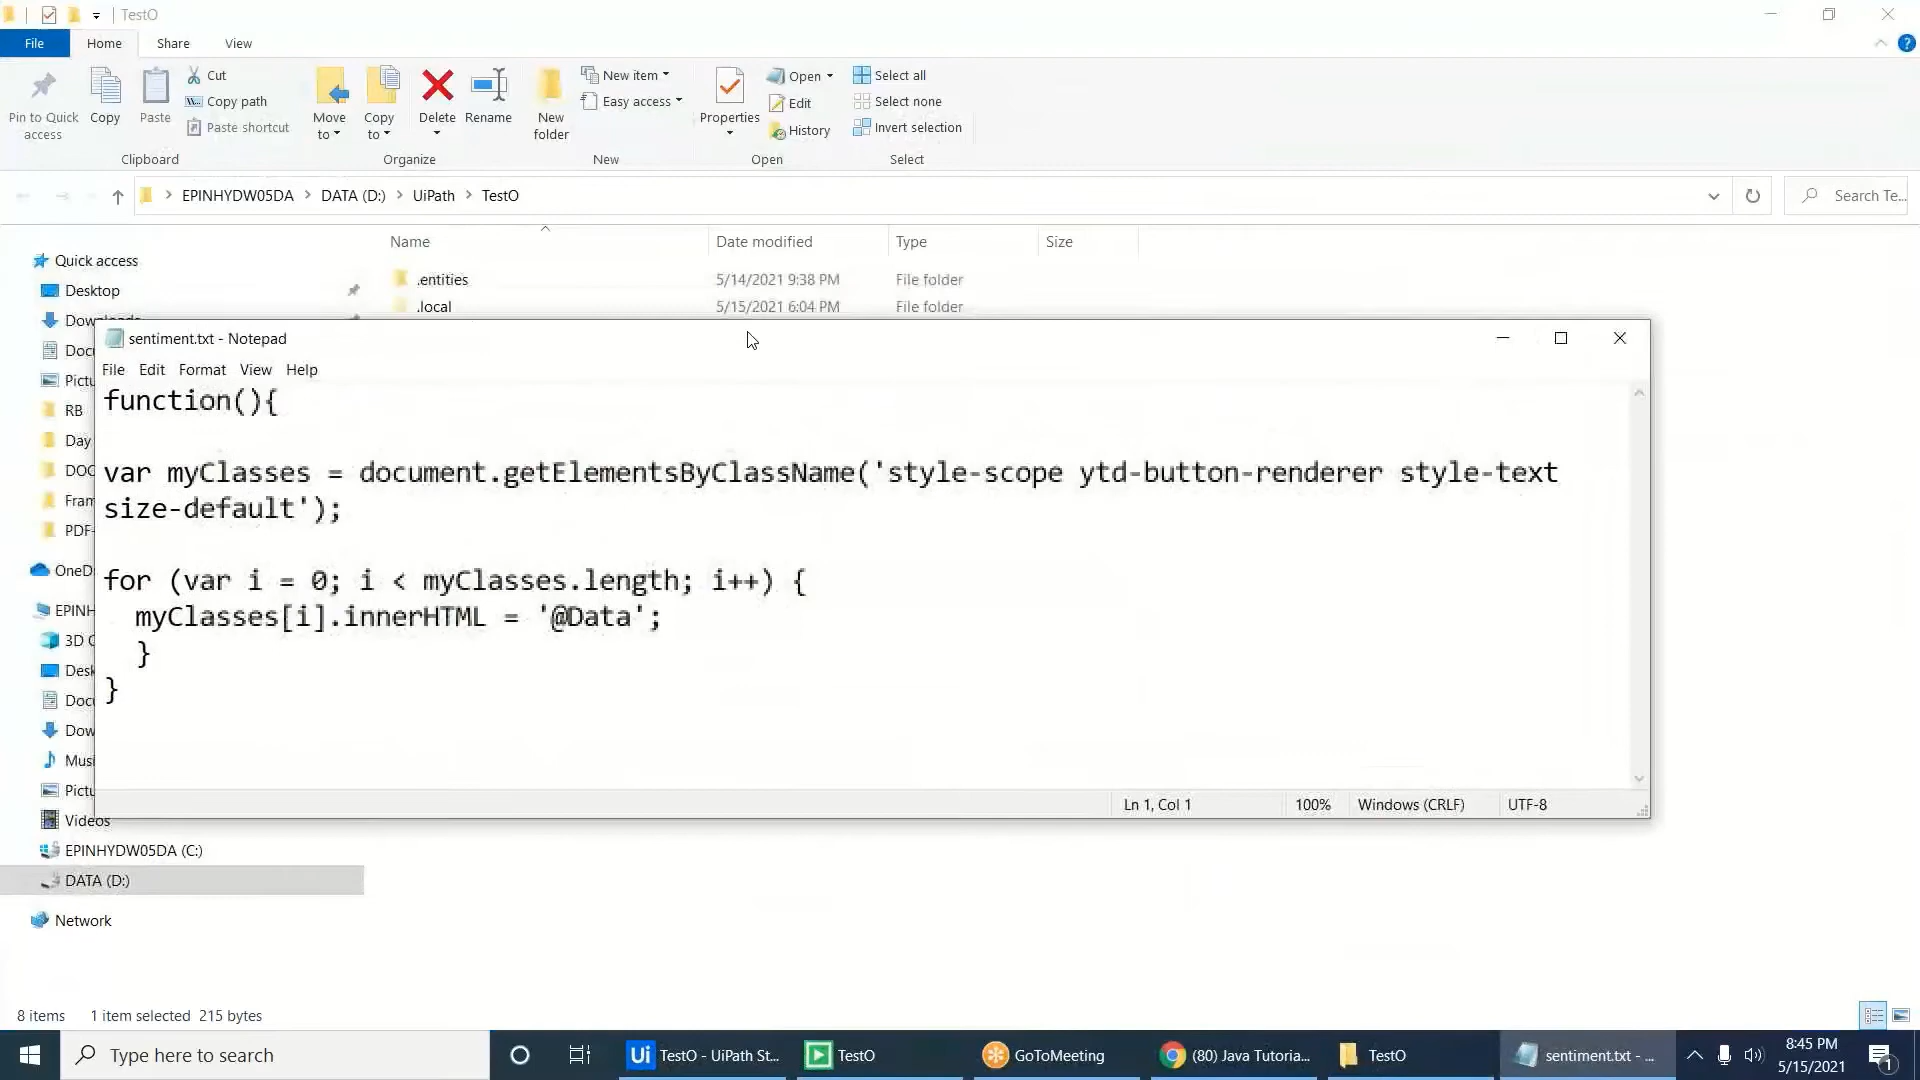 TestO
File Home Share View
Pin to Quick access
Copy
Paste
Cut
Copy path
Paste shortcut
Clipboard
Move to
Copy to
Delete
Rename
Organize
New folder
New item
Easy access
New
Properties
Open
Edit
History
Open
Select all
Select none
Invert selection
Select
EPINHYDW05DA > DATA (D:) > UiPath > TestO
Search Te...
Name Date modified Type Size
.entities 5/14/2021 9:38 PM File folder
.local 5/15/2021 6:04 PM File folder
Quick access
Desktop
Downloads
Docu
Pictu
RB
Day
DOC
Fram
PDF-
OneD
EPINH
3D C
Desk
Docu
Dow
Musi
Pictu
Videos
EPINHYDW05DA (C:)
DATA (D:)
Network
sentiment.txt - Notepad
File Edit Format View Help
function(){
var myClasses = document.getElementsByClassName('style-scope ytd-button-renderer style-text
size-default');
for (var i = 0; i < myClasses.length; i++) {
myClasses[i].innerHTML = '@Data';
}
}
Ln 1, Col 1 100% Windows (CRLF) UTF-8
8 items 1 item selected 215 bytes
Type here to search
Ui TestO - UiPath St...
TestO
GoToMeeting
(80) Java Tutoria...
TestO
sentiment.txt - ...
8:45 PM
5/15/2021
1